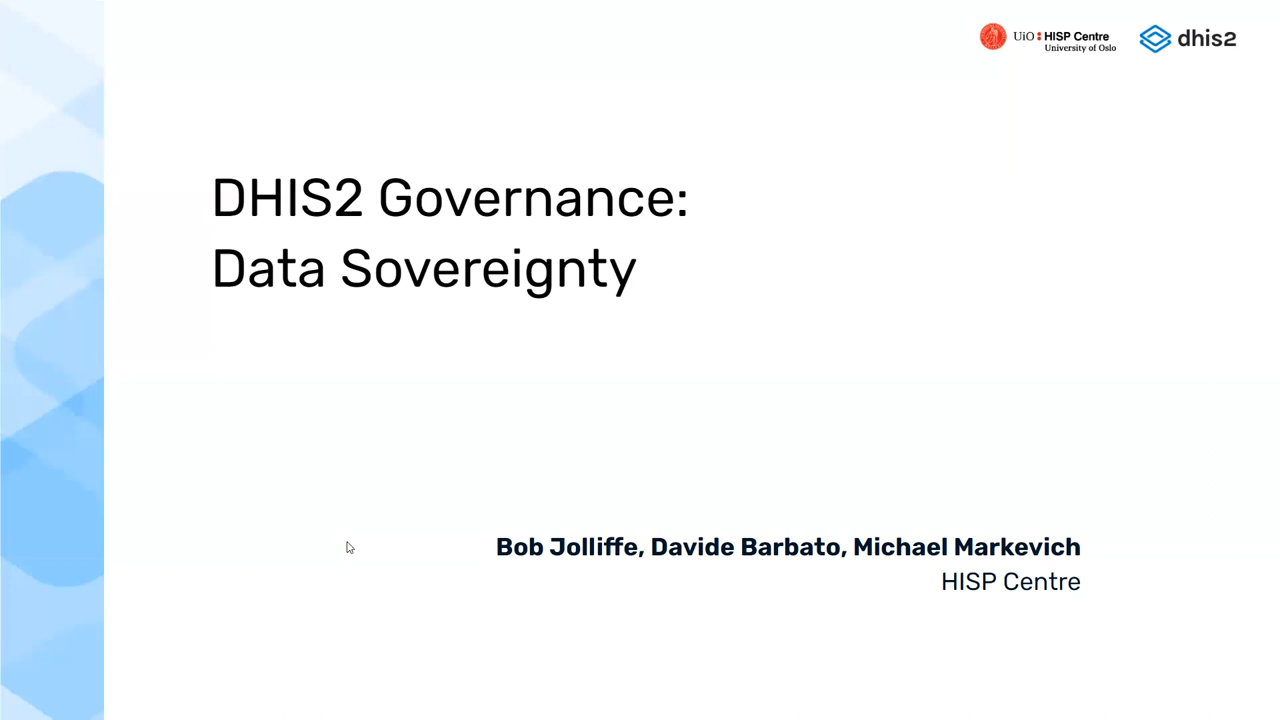 UiO: HISP Centre
University of Oslo
dhis2
DHIS2 Governance:
Data Sovereignty
Bob Jolliffe, Davide Barbato, Michael Markevich
HISP Centre